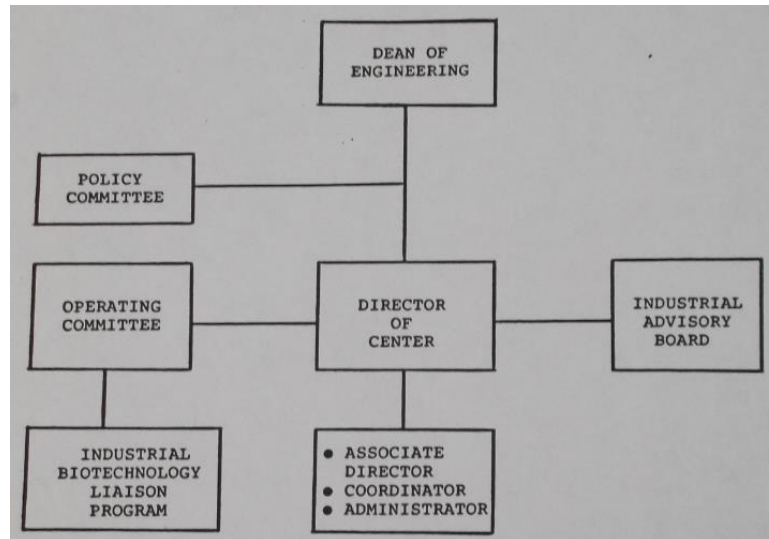 DEAN OF
ENGINEERING
POLICY
COMMITTEE
OPERATING
COMMITTEE
DIRECTOR
OF
CENTER
INDUSTRIAL
ADVISORY
BOARD
INDUSTRIAL
BIOTECHNOLOGY
LIAISON
PROGRAM
● ASSOCIATE
DIRECTOR
● COORDINATOR
● ADMINISTRATOR